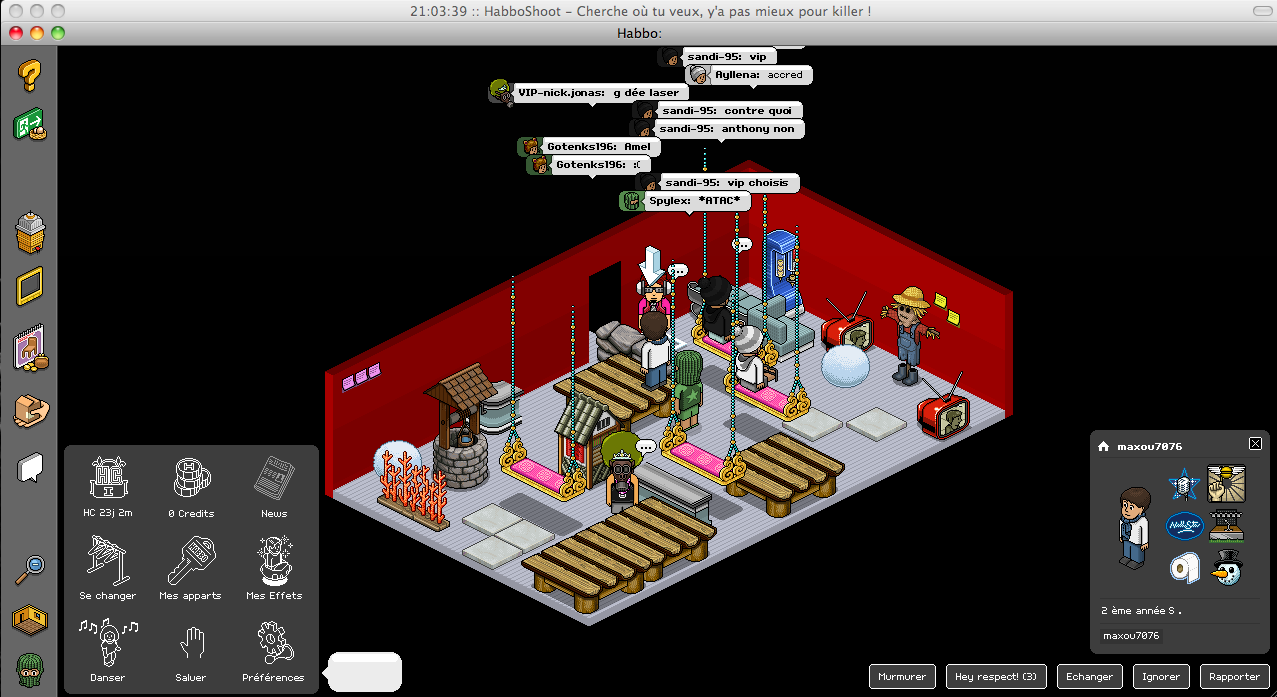 21:03:39 :: HabboShoot - Cherche où tu veux, y'a pas mieux pour killer !
Habbo:
sandi-95: vip
Ayllena: accred
VIP-nick.jonas: g dée laser
sandi-95: contre quoi
sandi-95: anthony non
Gotenks196: Amel
Gotenks196: :(
sandi-95: vip choisis
Spylex: *ATAC*
maxou7076
HC 23j 2m
0 Credits
News
Se changer
Mes apparts
Mes Effets
Danser
Saluer
Préférences
2 ème année S .
maxou7076
Murmurer
Hey respect! (3)
Echanger
Ignorer
Rapporter